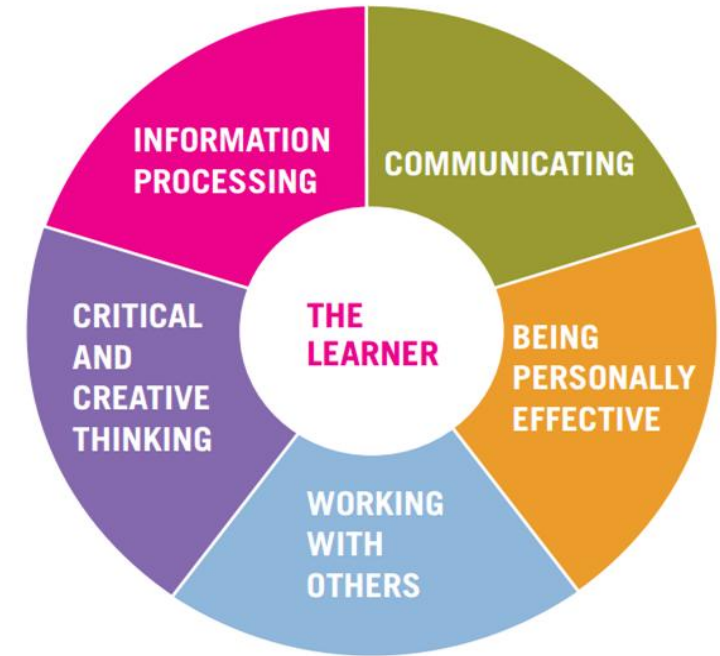 INFORMATION
PROCESSING
COMMUNICATING
BEING
PERSONALLY
EFFECTIVE
WORKING
WITH
OTHERS
CRITICAL
AND
CREATIVE
THINKING
THE
LEARNER